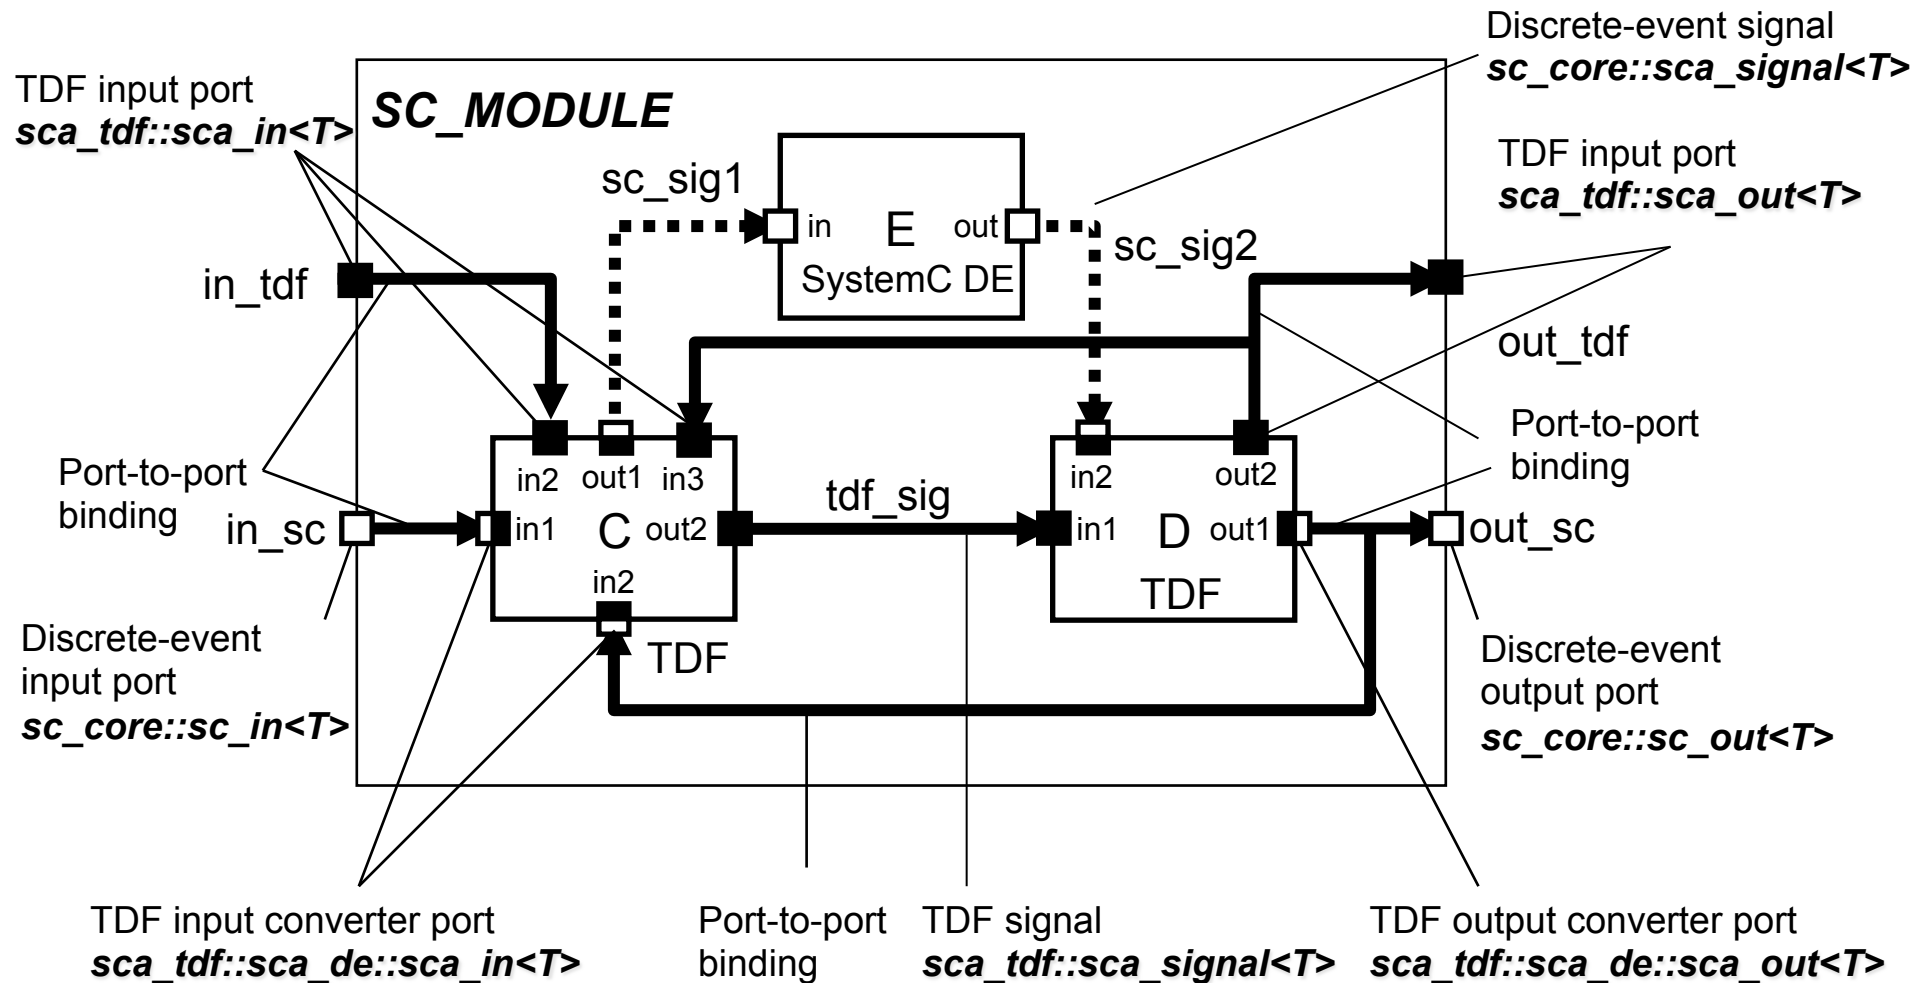 Discrete-event signal
sc_core::sca_signal<T>
TDF input port
sca_tdf::sca_in<T>
SC_MODULE
TDF input port
sca_tdf::sca_out<T>
sc_sig1
in
E
out
SystemC DE
sc_sig2
in_tdf
out_tdf
Port-to-port
binding
Port-to-port
binding
in2
out1
in3
in2
out2
tdf_sig
in_sc
in1
C
out2
in1
D
out1
out_sc
in2
TDF
TDF
Discrete-event
input port
sc_core::sc_in<T>
Discrete-event
output port
sc_core::sc_out<T>
TDF input converter port
sca_tdf::sca_de::sca_in<T>
Port-to-port
binding
TDF signal
sca_tdf::sca_signal<T>
TDF output converter port
sca_tdf::sca_de::sca_out<T>